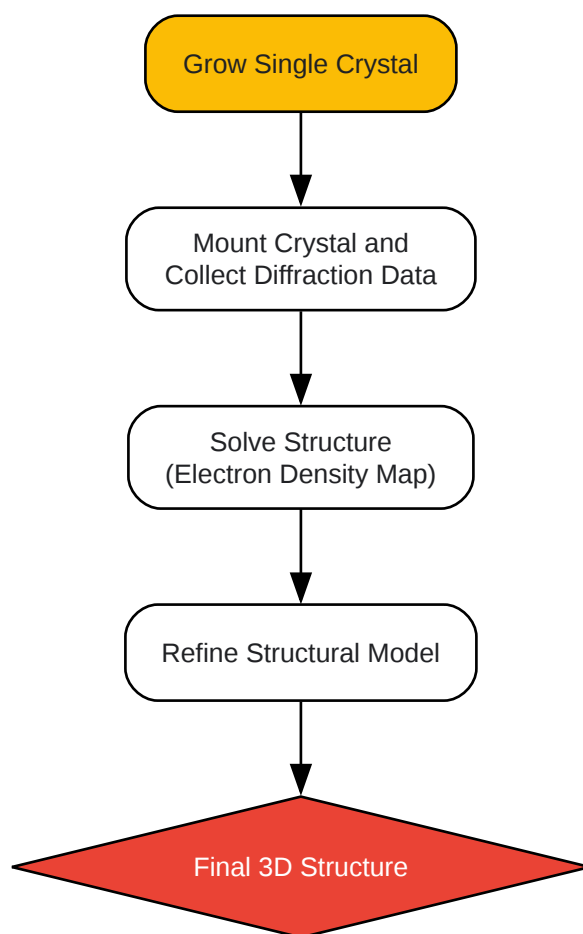 Grow Single Crystal
Mount Crystal and
Collect Diffraction Data
Solve Structure
(Electron Density Map)
Refine Structural Model
Final 3D Structure